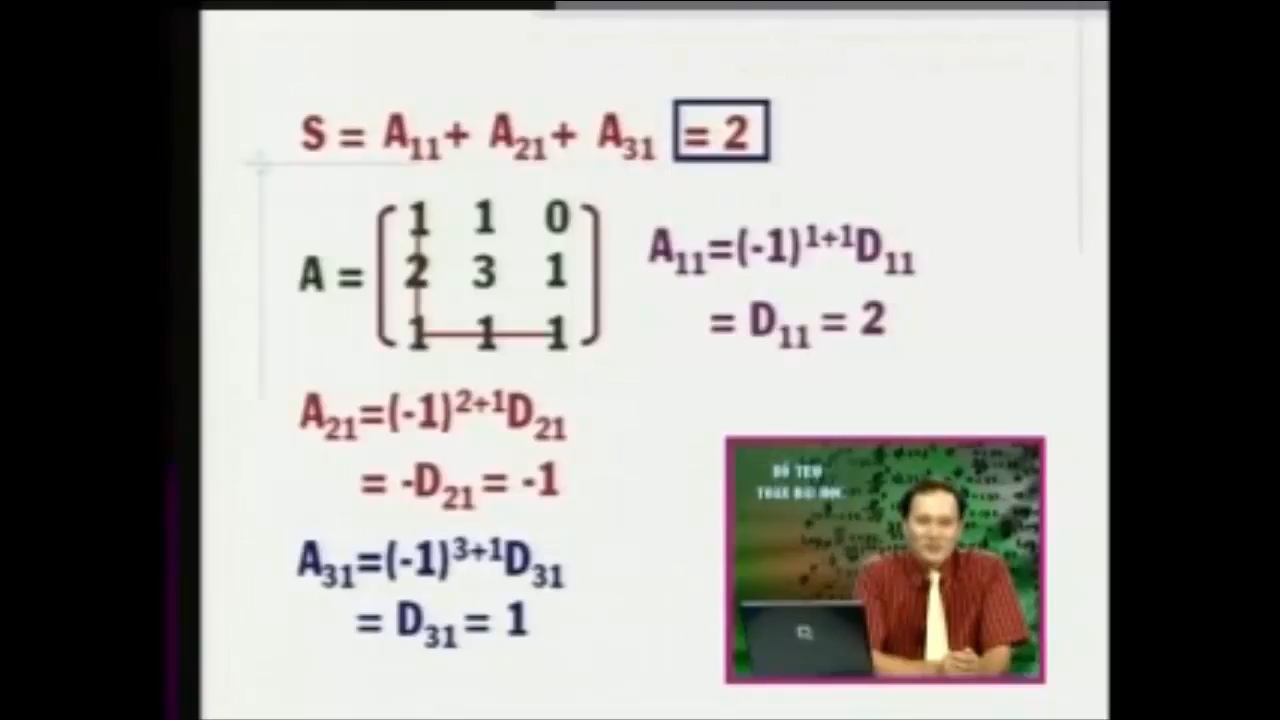 S = A₁₁+ A₂₁+ A₃₁ = 2
A =
1 1 0
2 3 1
1 1 1
A₁₁=(-1)¹⁺¹D₁₁
= D₁₁ = 2
A₂₁=(-1)²⁺¹D₂₁
= -D₂₁ = -1
A₃₁=(-1)³⁺¹D₃₁
= D₃₁ = 1